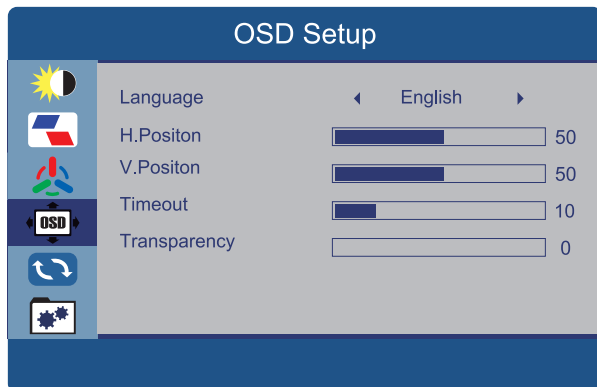 OSD Setup
Language English
H.Positon 50
V.Positon 50
Timeout 10
Transparency 0
OSD